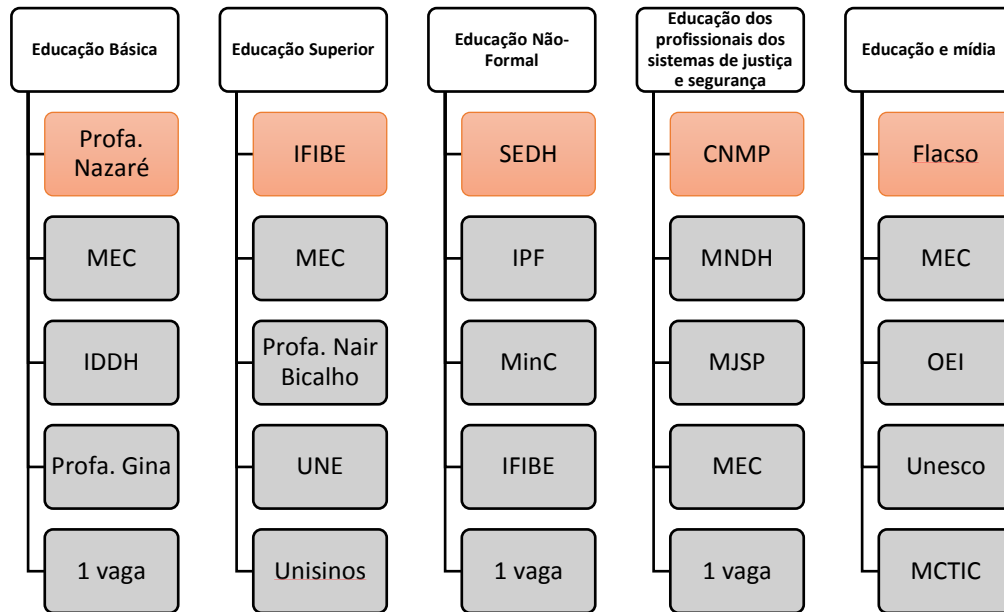 Educação Básica
Profa.
Nazaré
MEC
IDDH
Profa. Gina
1 vaga
Educação Superior
IFIBE
MEC
Profa. Nair
Bicalho
UNE
Unisinos
Educação Não-
Formal
SEDH
IPF
MinC
IFIBE
1 vaga
Educação dos
profissionais dos
sistemas de justiça
e segurança
CNMP
MNDH
MJSP
MEC
1 vaga
Educação e mídia
Flacso
MEC
OEI
Unesco
MCTIC